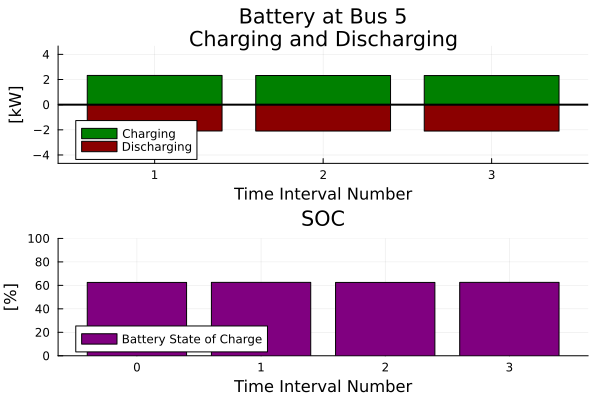 Battery at Bus 5
Charging and Discharging
[kW]
4
2
0
−2
−4
Charging
Discharging
1
2
3
Time Interval Number
SOC
[%]
100
80
60
40
20
0
Battery State of Charge
0
1
2
3
Time Interval Number